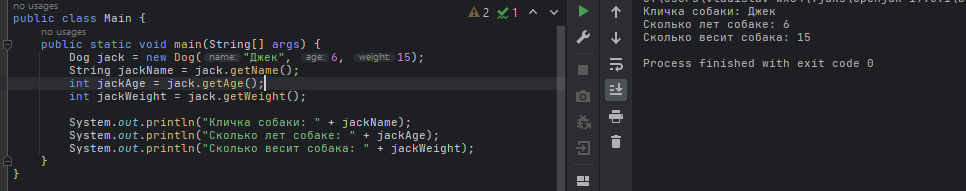 no usages
public class Main {
2 1
no usages
public static void main(String[] args) {
Dog jack = new Dog( name: "Джек", age: 6, weight: 15);
String jackName = jack.getName();
int jackAge = jack.getAge();
int jackWeight = jack.getWeight();
System.out.println("Кличка собаки: " + jackName);
System.out.println("Сколько лет собаке: " + jackAge);
System.out.println("Сколько весит собака: " + jackWeight);
}
}
Кличка собаки: Джек
Сколько лет собаке: 6
Сколько весит собака: 15
Process finished with exit code 0